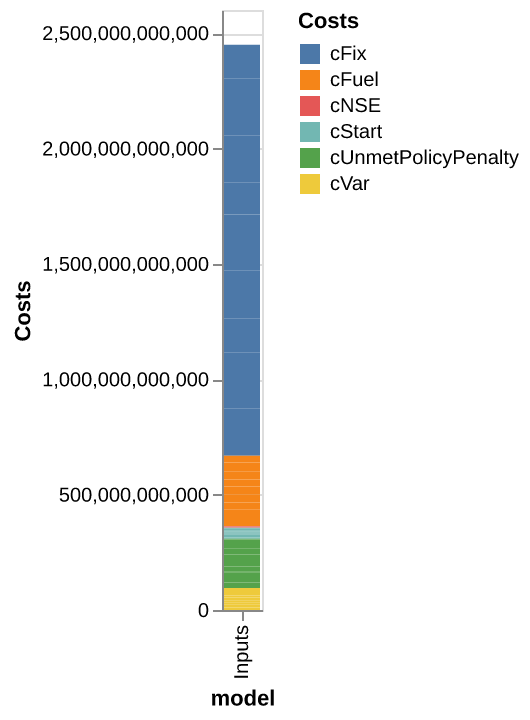 Costs
cFix
cFuel
cNSE
cStart
cUnmetPolicyPenalty
cVar
Costs
2,500,000,000,000
2,000,000,000,000
1,500,000,000,000
1,000,000,000,000
500,000,000,000
0
Inputs
model